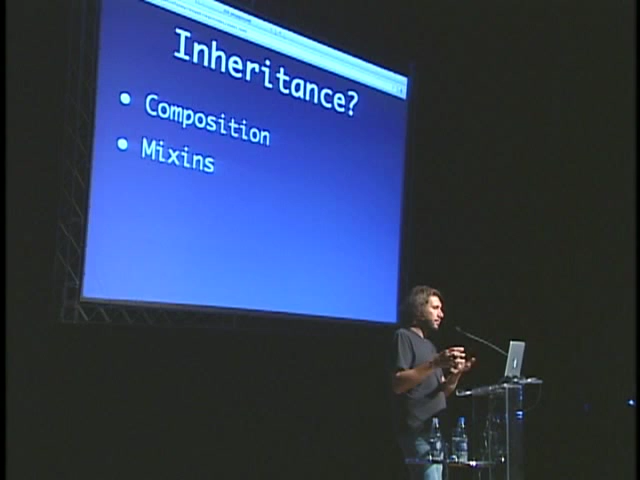 Inheritance?
• Composition
• Mixins